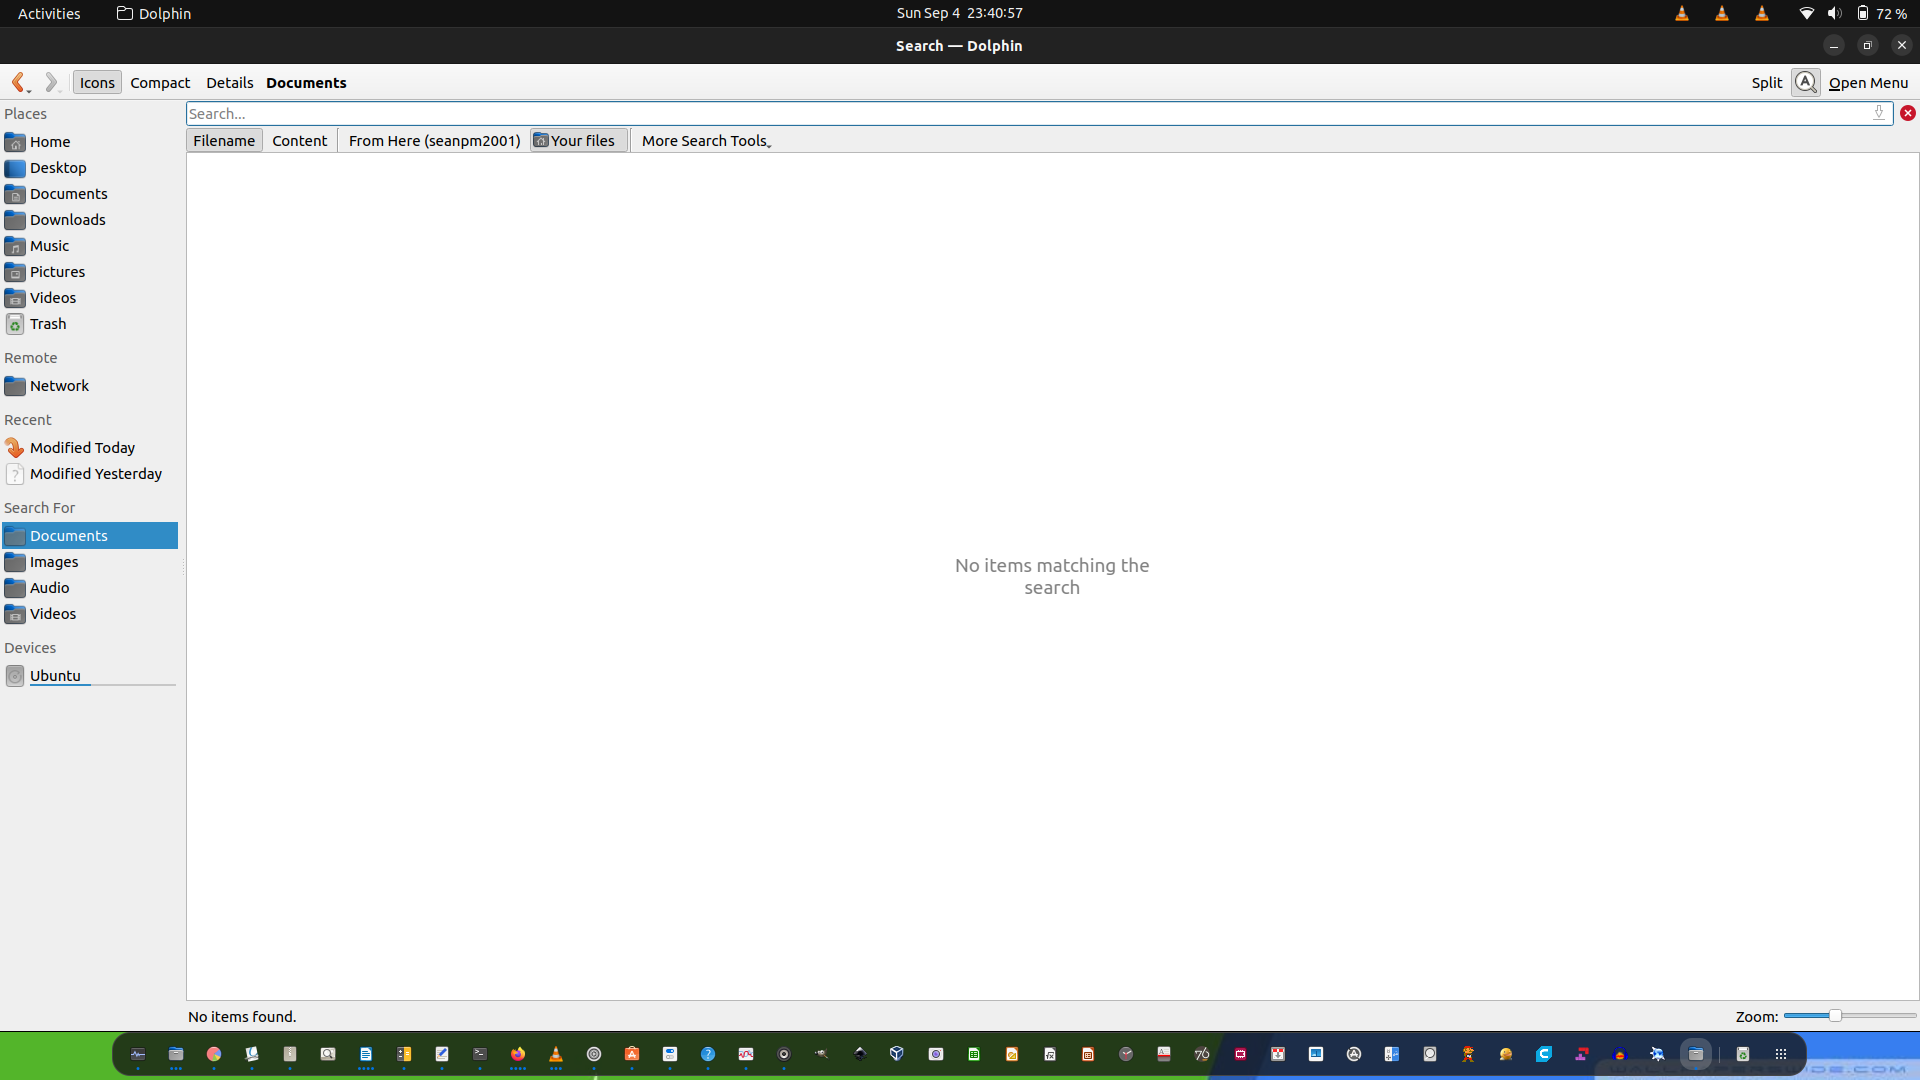 Activities Dolphin Sun Sep 4 23:40:57 72 %
Search — Dolphin
Icons Compact Details Documents Split Open Menu
Places
Search...
Filename Content From Here (seanpm2001) Your files More Search Tools
Home
Desktop
Documents
Downloads
Music
Pictures
Videos
Trash
Remote
Network
Recent
Modified Today
Modified Yesterday
Search For
Documents
Images
Audio
Videos
Devices
Ubuntu
No items matching the
search
No items found. Zoom:
76